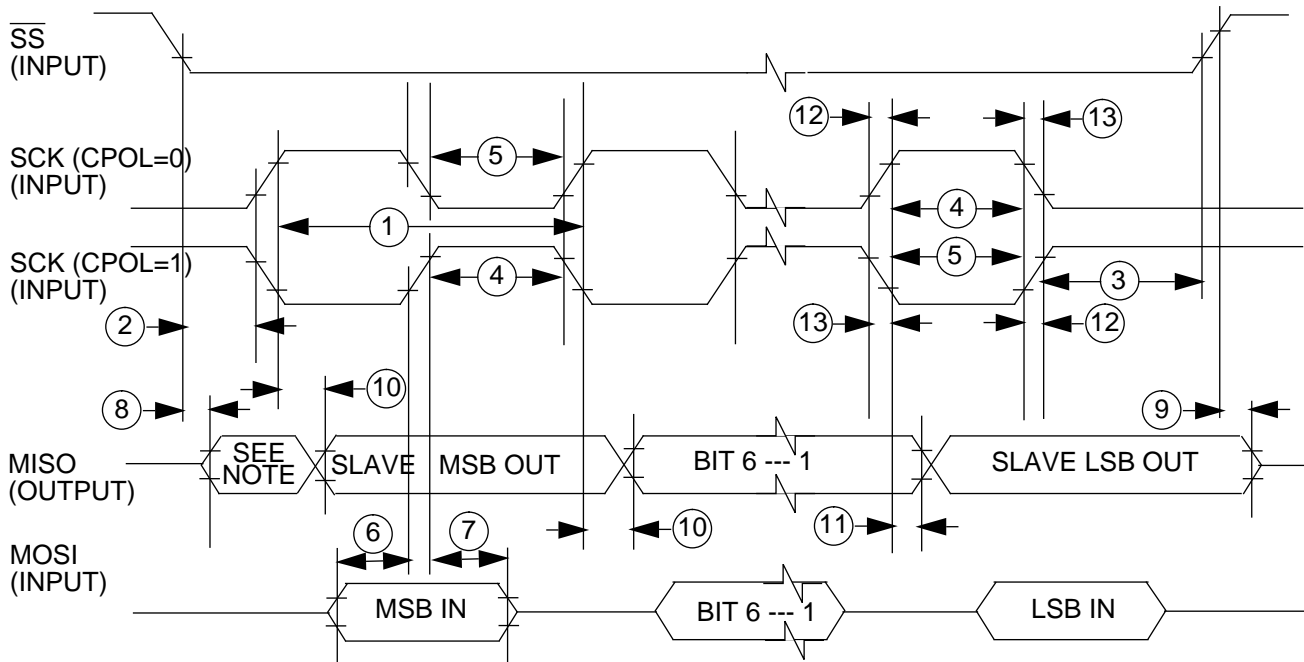 SS
(INPUT)
12
13
SCK (CPOL=0)
(INPUT)
5
1
4
SCK (CPOL=1)
(INPUT)
4
5
3
2
13
12
8
10
9
MISO
(OUTPUT)
SEE
NOTE
SLAVE
MSB OUT
BIT 6 --- 1
SLAVE LSB OUT
6
7
10
11
MOSI
(INPUT)
MSB IN
BIT 6 --- 1
LSB IN